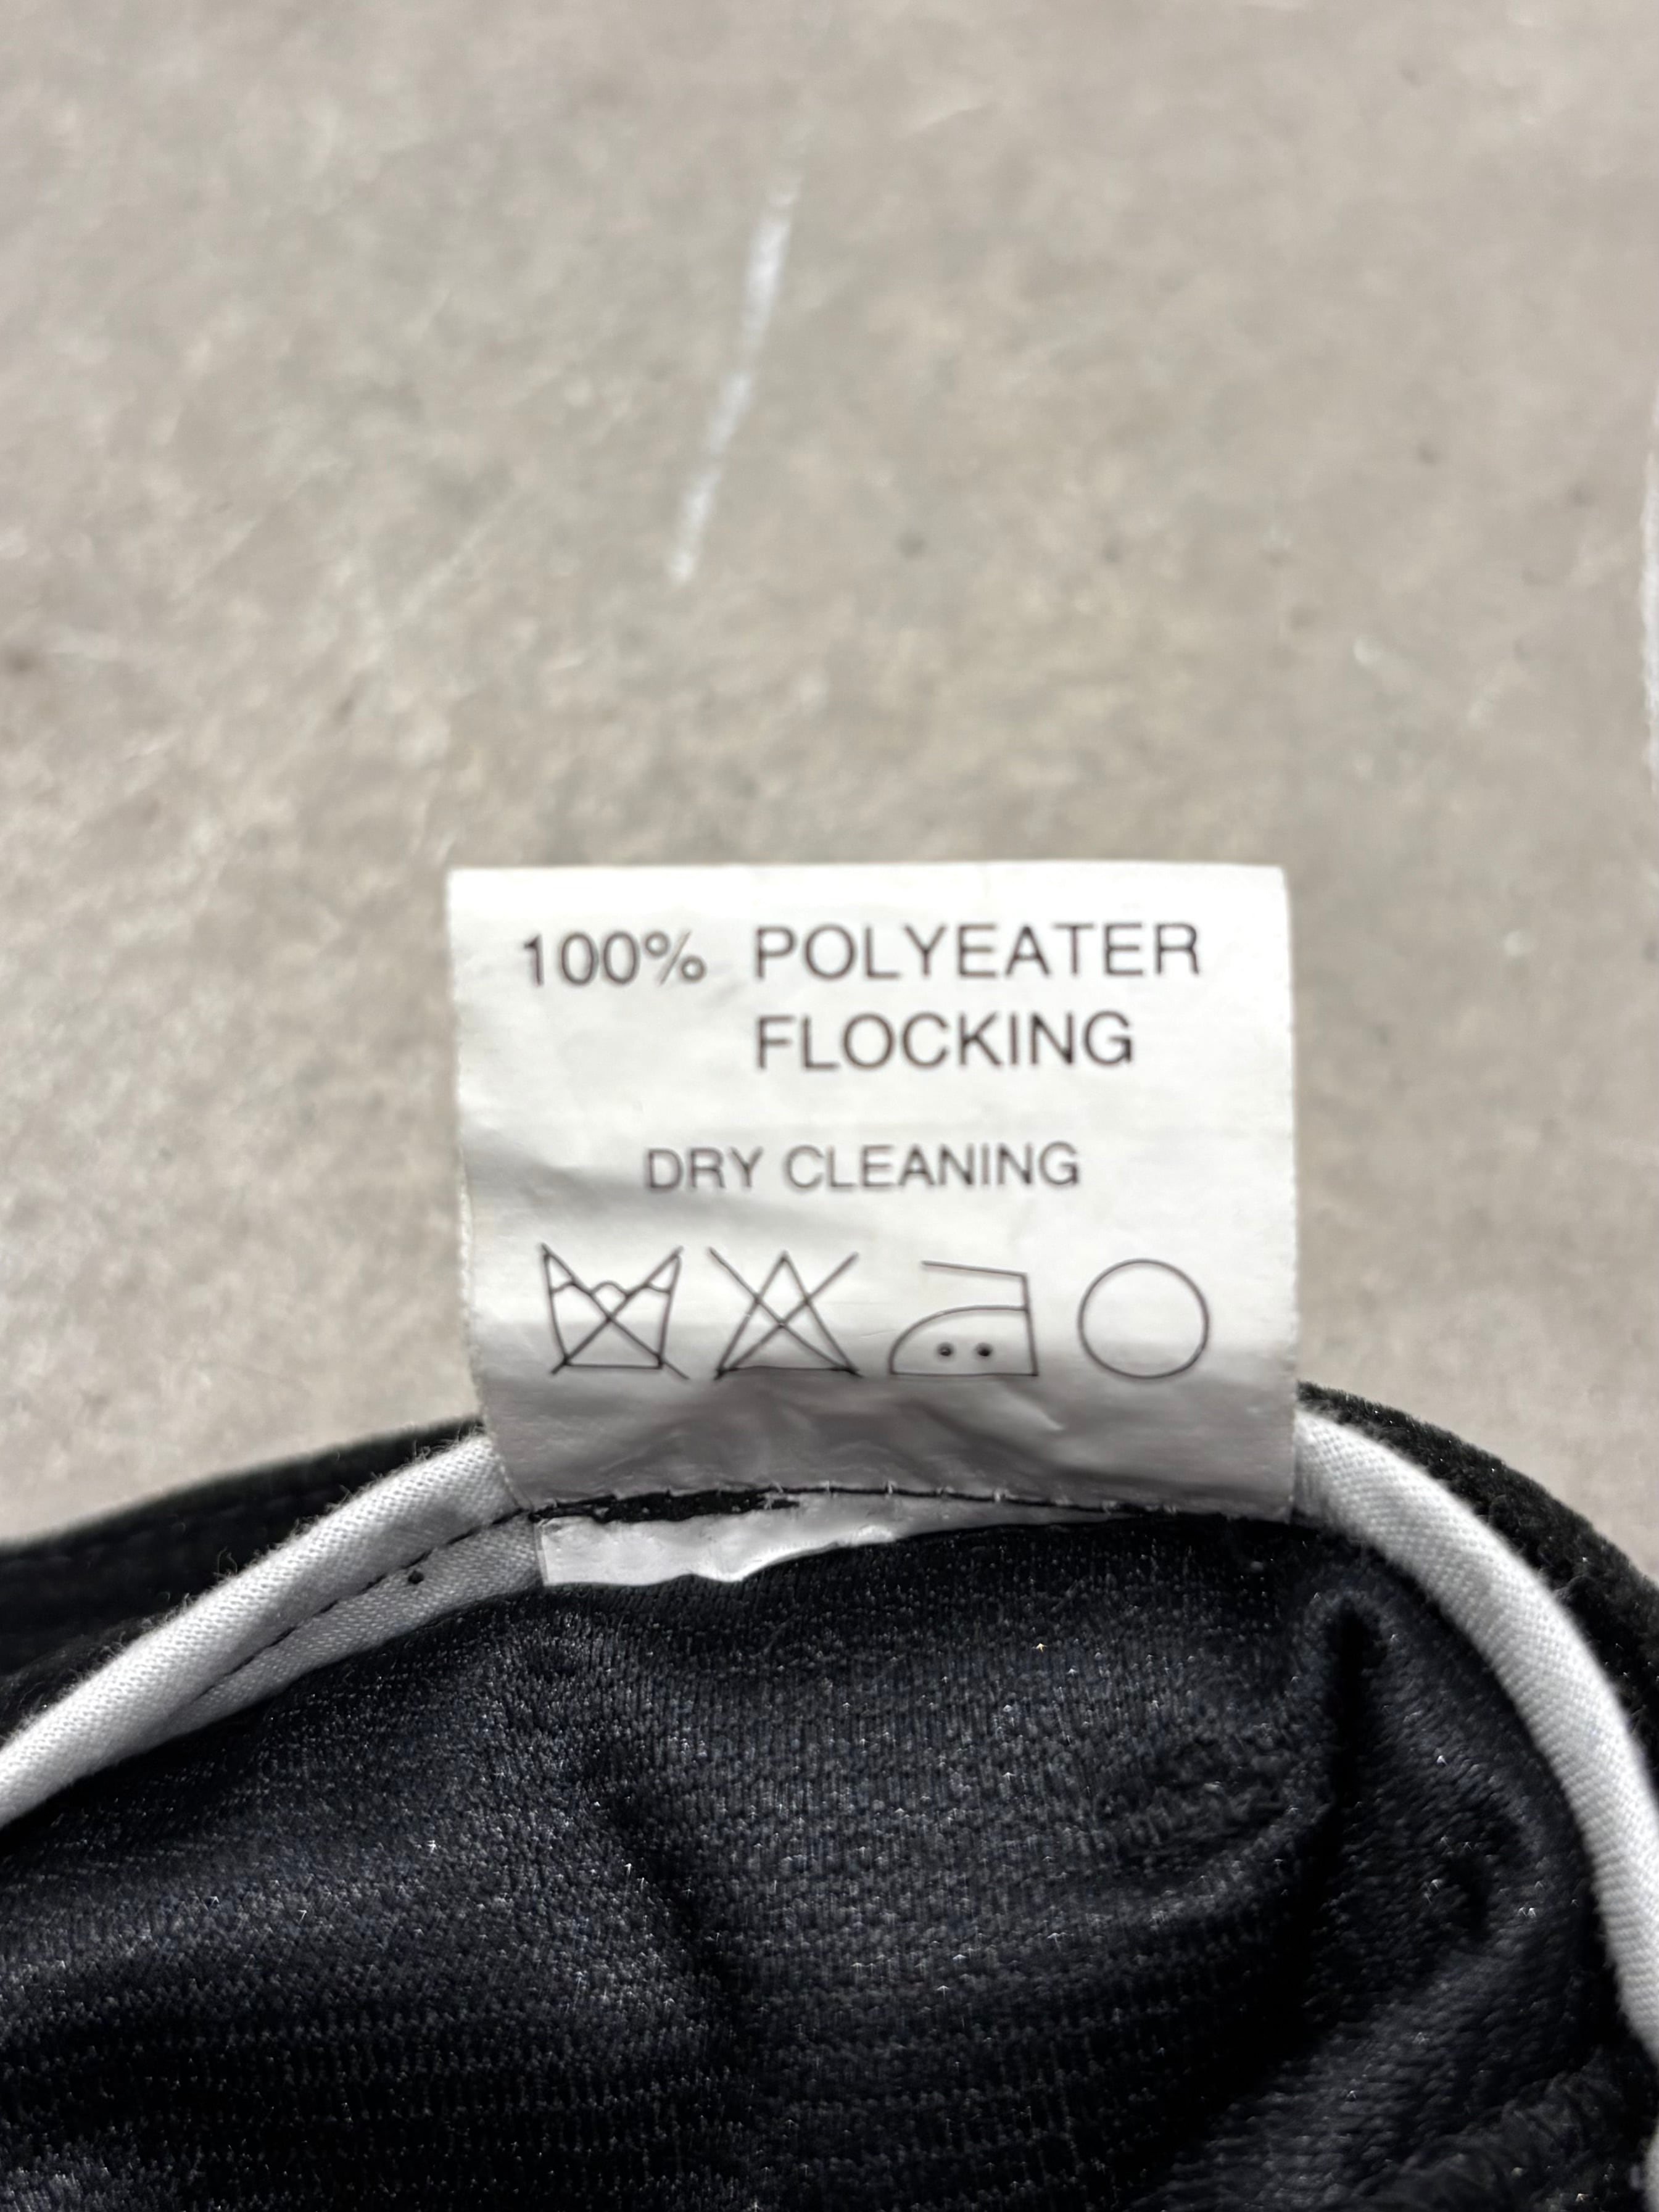 100% POLYEATER
FLOCKING
DRY CLEANING